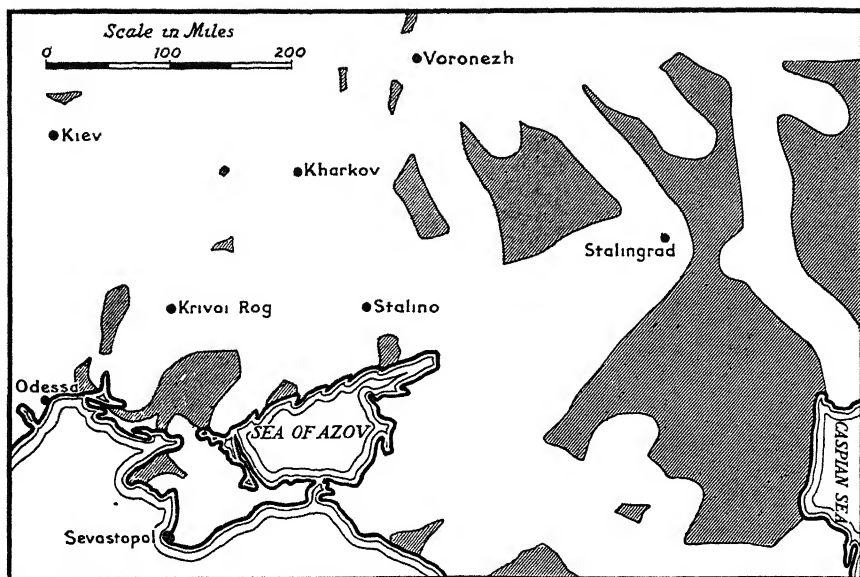 Scale in Miles
0 100 200
Voronezh
Kiev
Kharkov
Stalingrad
Krivoi Rog
Stalino
Odessa
SEA OF AZOV
CASPIAN SEA
Sevastopol